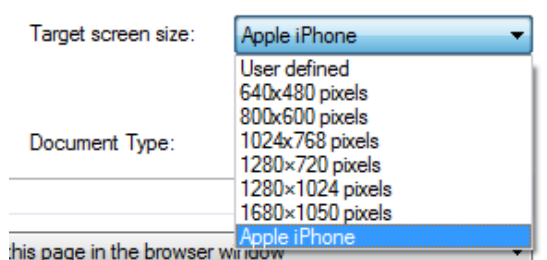 Target screen size: Apple iPhone
User defined
640x480 pixels
800x600 pixels
1024x768 pixels
Document Type:
1280×720 pixels
1280×1024 pixels
1680×1050 pixels
Apple iPhone
this page in the browser window